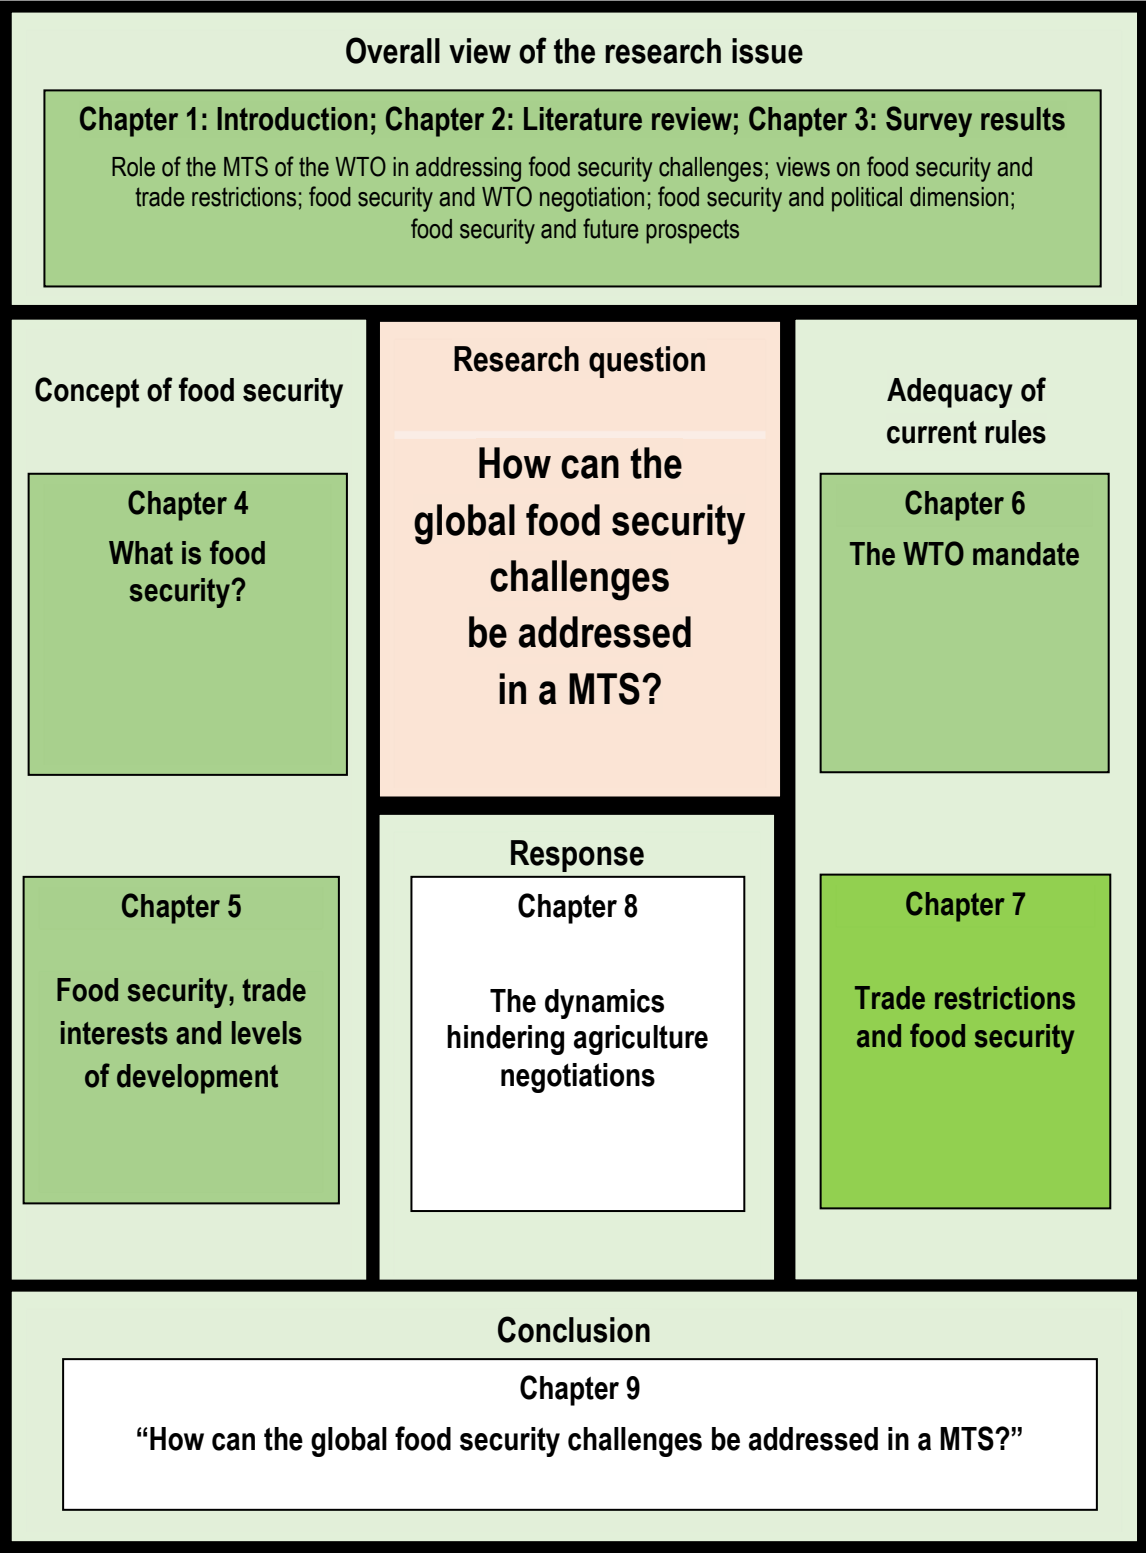 Overall view of the research issue
Chapter 1: Introduction; Chapter 2: Literature review; Chapter 3: Survey results
Role of the MTS of the WTO in addressing food security challenges; views on food security and
trade restrictions; food security and WTO negotiation; food security and political dimension;
food security and future prospects
Concept of food security
Chapter 4
What is food
security?
Chapter 5
Food security, trade
interests and levels
of development
Research question
How can the
global food security
challenges
be addressed
in a MTS?
Response
Chapter 8
The dynamics
hindering agriculture
negotiations
Adequacy of
current rules
Chapter 6
The WTO mandate
Chapter 7
Trade restrictions
and food security
Conclusion
Chapter 9
“How can the global food security challenges be addressed in a MTS?”